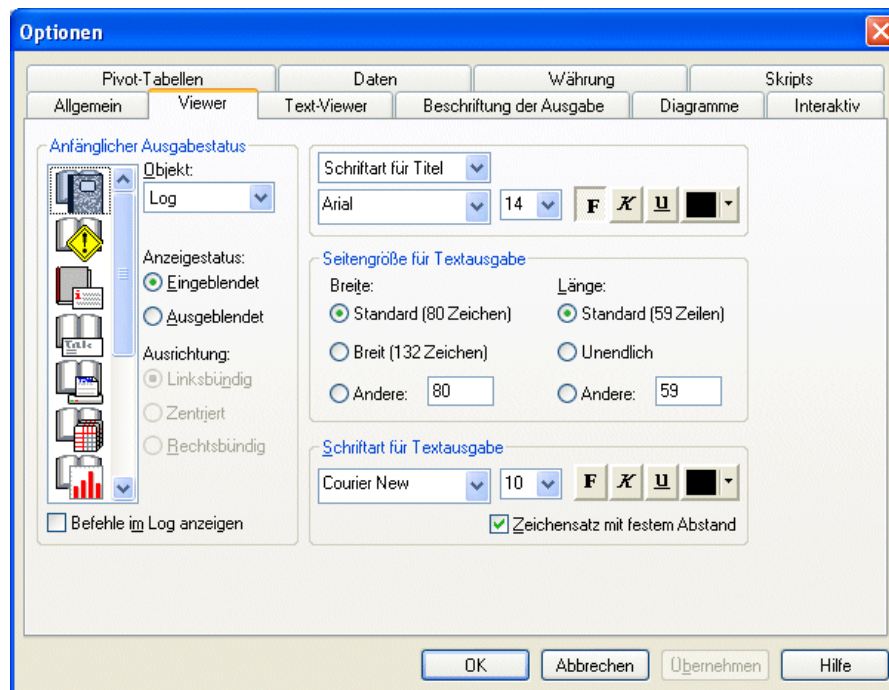 Optionen
Pivot-Tabellen Daten Währung Skripts
Allgemein Viewer Text-Viewer Beschriftung der Ausgabe Diagramme Interaktiv
Anfänglicher Ausgabestatus
Objekt:
Log
Anzeigestatus:
Eingeblendet
Ausgeblendet
Ausrichtung:
Linksbündig
Zentriert
Rechtsbündig
Befehle im Log anzeigen
Schriftart für Titel
Arial 14 F K U
Seitengröße für Textausgabe
Breite: Länge:
Standard (80 Zeichen) Standard (59 Zeilen)
Breit (132 Zeichen) Unendlich
Andere: 80 Andere: 59
Schriftart für Textausgabe
Courier New 10 F K U
Zeichensatz mit festem Abstand
OK Abbrechen Übernehmen Hilfe